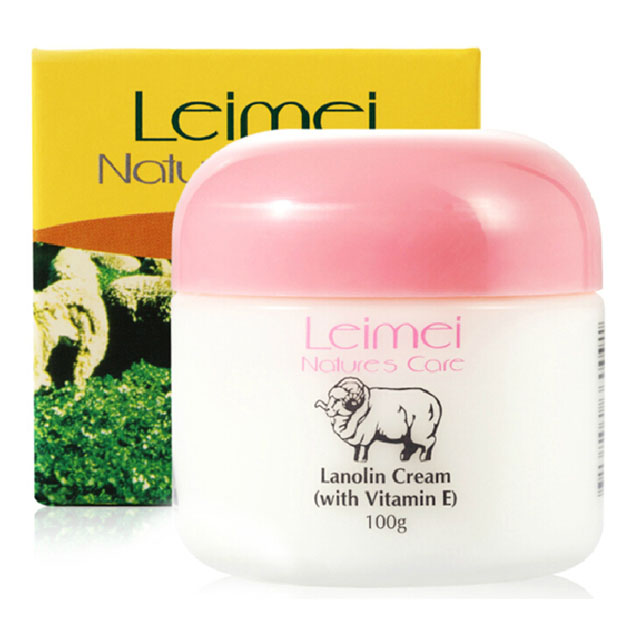 Leimei
Leimei
Natures Care
Lanolin Cream
(with Vitamin E)
100g